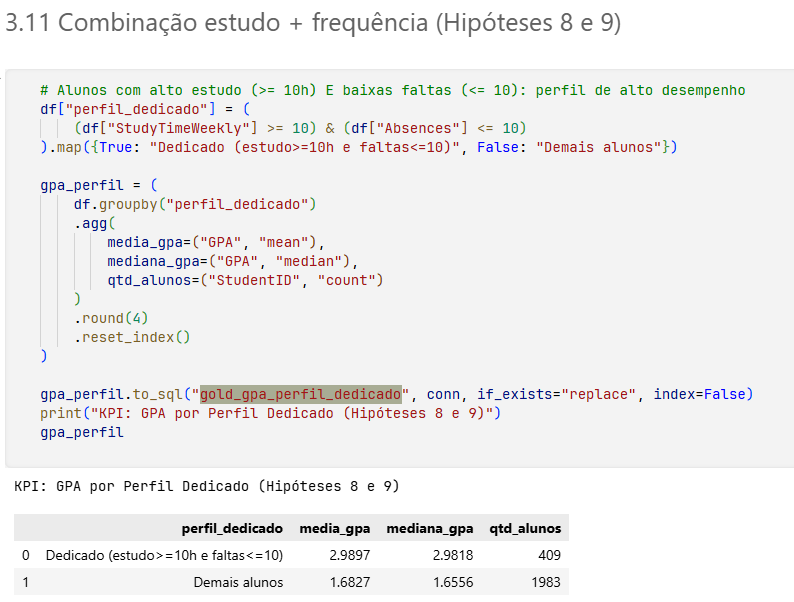 3.11 Combinação estudo + frequência (Hipóteses 8 e 9)
# Alunos com alto estudo (>= 10h) E baixas faltas (<= 10): perfil de alto desempenho
df["perfil_dedicado"] = (
    (df["StudyTimeWeekly"] >= 10) & (df["Absences"] <= 10)
).map({True: "Dedicado (estudo>=10h e faltas<=10)", False: "Demais alunos"})
gpa_perfil = (
    df.groupby("perfil_dedicado")
    .agg(
        media_gpa=("GPA", "mean"),
        mediana_gpa=("GPA", "median"),
        qtd_alunos=("StudentID", "count")
    )
    .round(4)
    .reset_index()
)
gpa_perfil.to_sql("gold_gpa_perfil_dedicado", conn, if_exists="replace", index=False)
print("KPI: GPA por Perfil Dedicado (Hipóteses 8 e 9)")
gpa_perfil
KPI: GPA por Perfil Dedicado (Hipóteses 8 e 9)
perfil_dedicado media_gpa mediana_gpa qtd_alunos
0 Dedicado (estudo>=10h e faltas<=10) 2.9897 2.9818 409
1 Demais alunos 1.6827 1.6556 1983